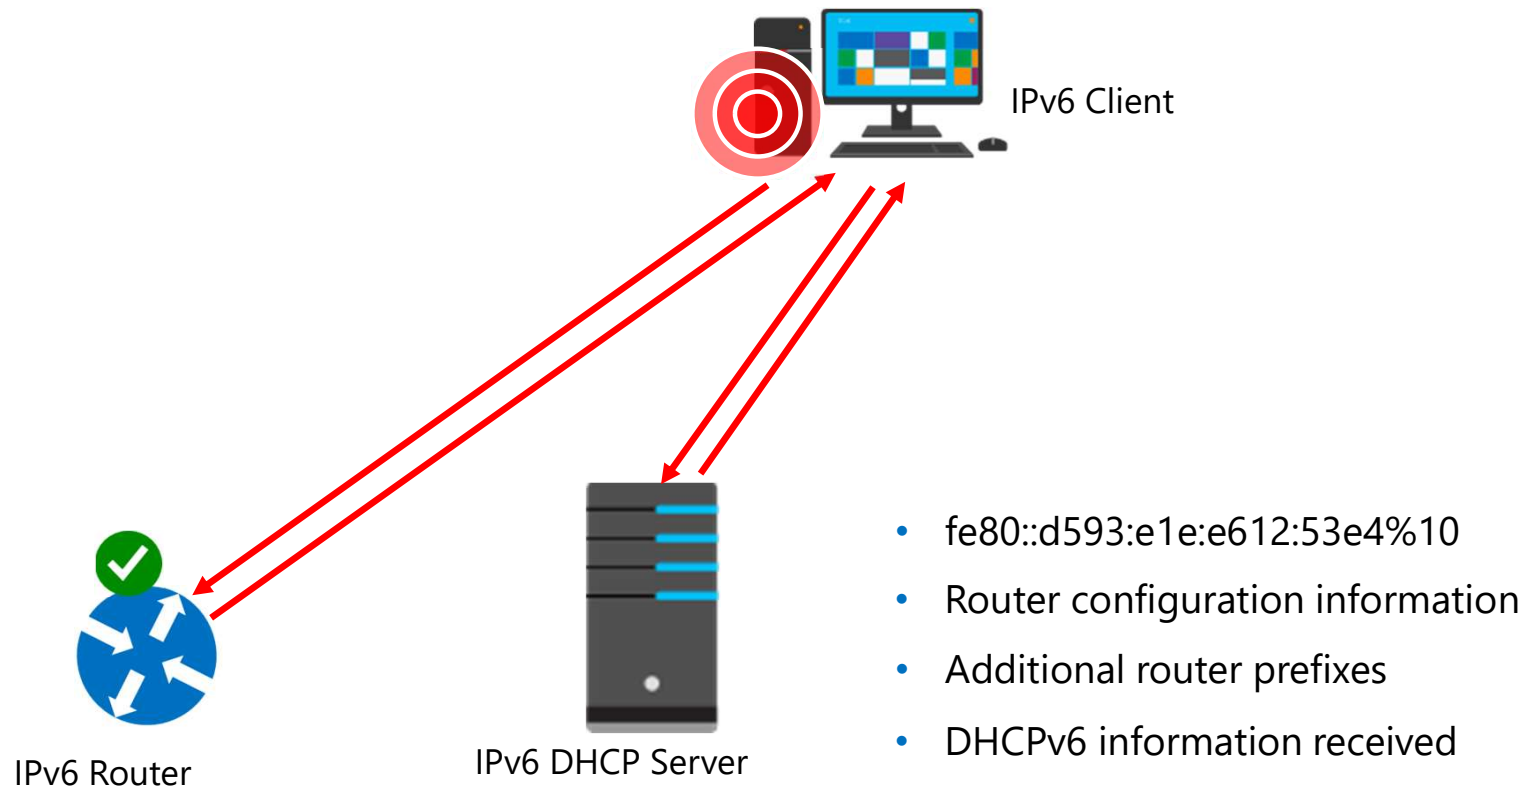 IPv6 Client
fe80::d593:e1e:e612:53e4%10
Router configuration information
Additional router prefixes
DHCPv6 information received
IPv6 DHCP Server
IPv6 Router